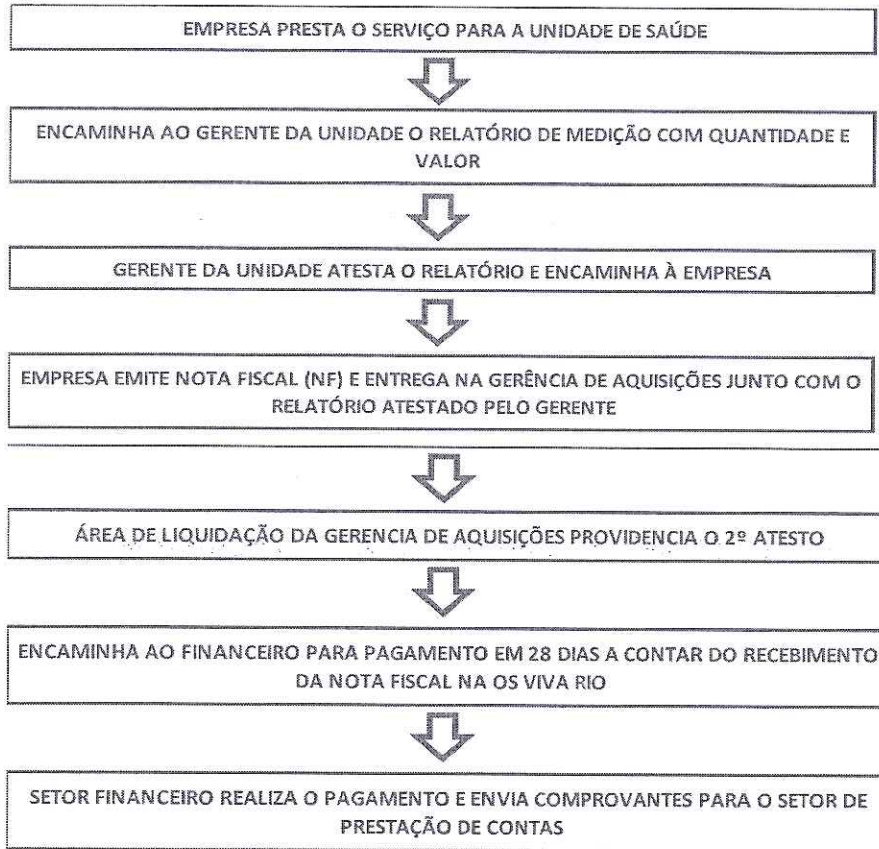 EMPRESA PRESTA O SERVIÇO PARA A UNIDADE DE SAÚDE
ENCAMINHA AO GERENTE DA UNIDADE O RELATÓRIO DE MEDIÇÃO COM QUANTIDADE E
VALOR
GERENTE DA UNIDADE ATESTA O RELATÓRIO E ENCAMINHA À EMPRESA
EMPRESA EMITE NOTA FISCAL (NF) E ENTREGA NA GERÊNCIA DE AQUISIÇÕES JUNTO COM O
RELATÓRIO ATESTADO PELO GERENTE
ÁREA DE LIQUIDAÇÃO DA GERENCIA DE AQUISIÇÕES PROVIDENCIA O 2º ATESTO
ENCAMINHA AO FINANCEIRO PARA PAGAMENTO EM 28 DIAS A CONTAR DO RECEBIMENTO
DA NOTA FISCAL NA OS VIVA RIO
SETOR FINANCEIRO REALIZA O PAGAMENTO E ENVIA COMPROVANTES PARA O SETOR DE
PRESTAÇÃO DE CONTAS